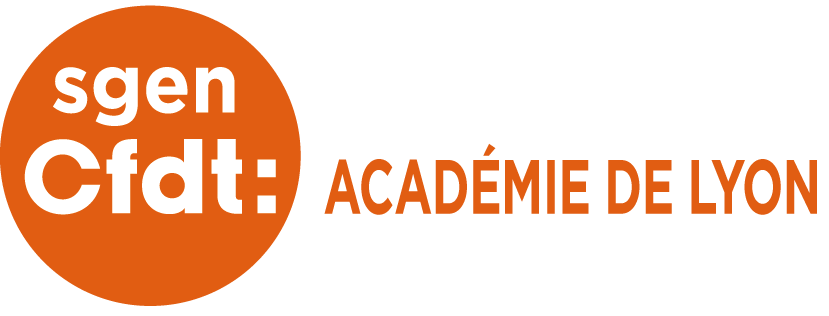 sgen
Cfdt:
ACADÉMIE DE LYON